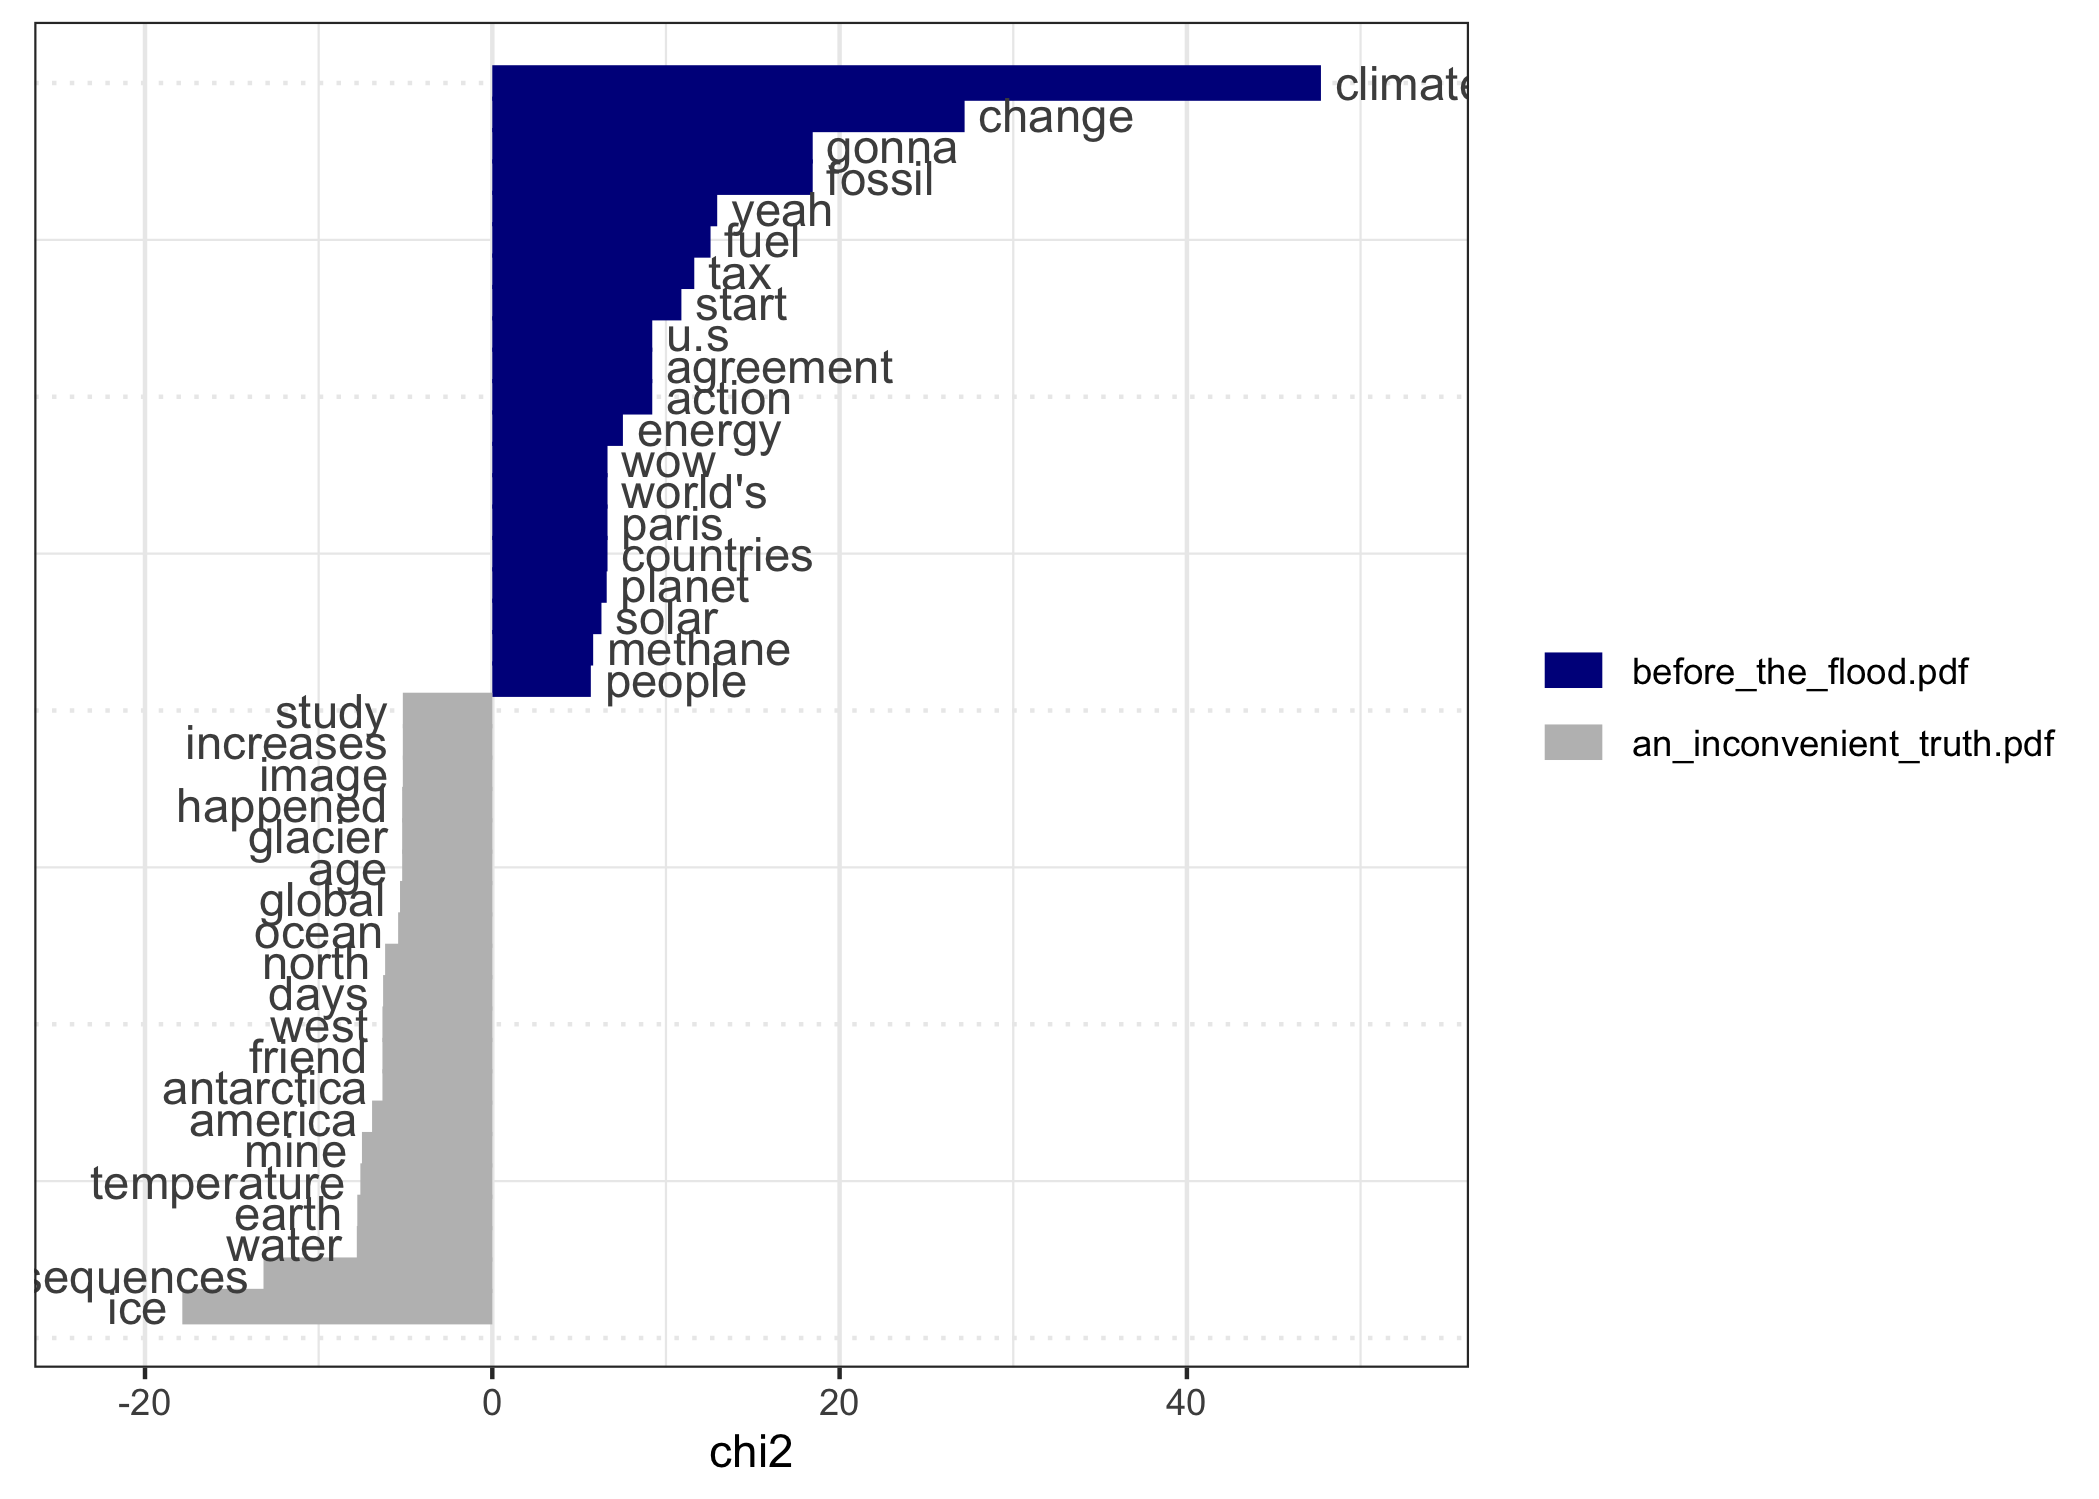 climate
change
gonna
fossil
yeah
fuel
tax
start
u.s
agreement
action
energy
wow
world's
paris
countries
planet
solar
methane
people
study
increases
image
happened
glacier
age
global
ocean
north
days
west
friend
antarctica
america
mine
temperature
earth
water
sequences
ice
-20 0 20 40
chi2
before_the_flood.pdf
an_inconvenient_truth.pdf